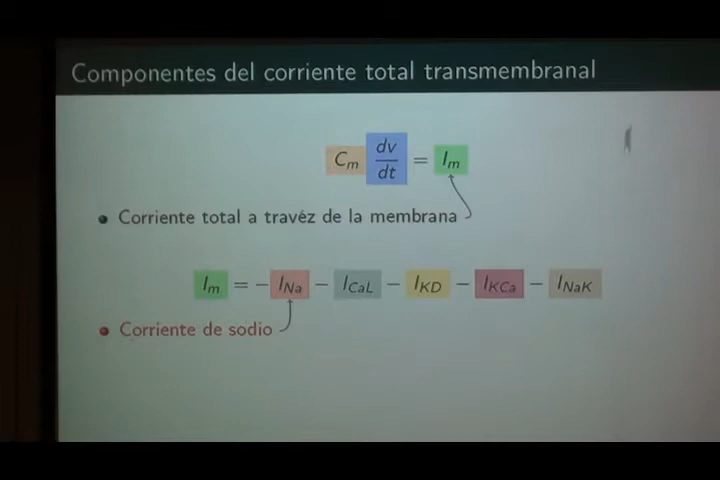 Componentes del corriente total transmembranal
C_m dv/dt = I_m
Corriente total a travéz de la membrana
I_m = − I_Na − I_CaL − I_KD − I_KCa − I_NaK
Corriente de sodio